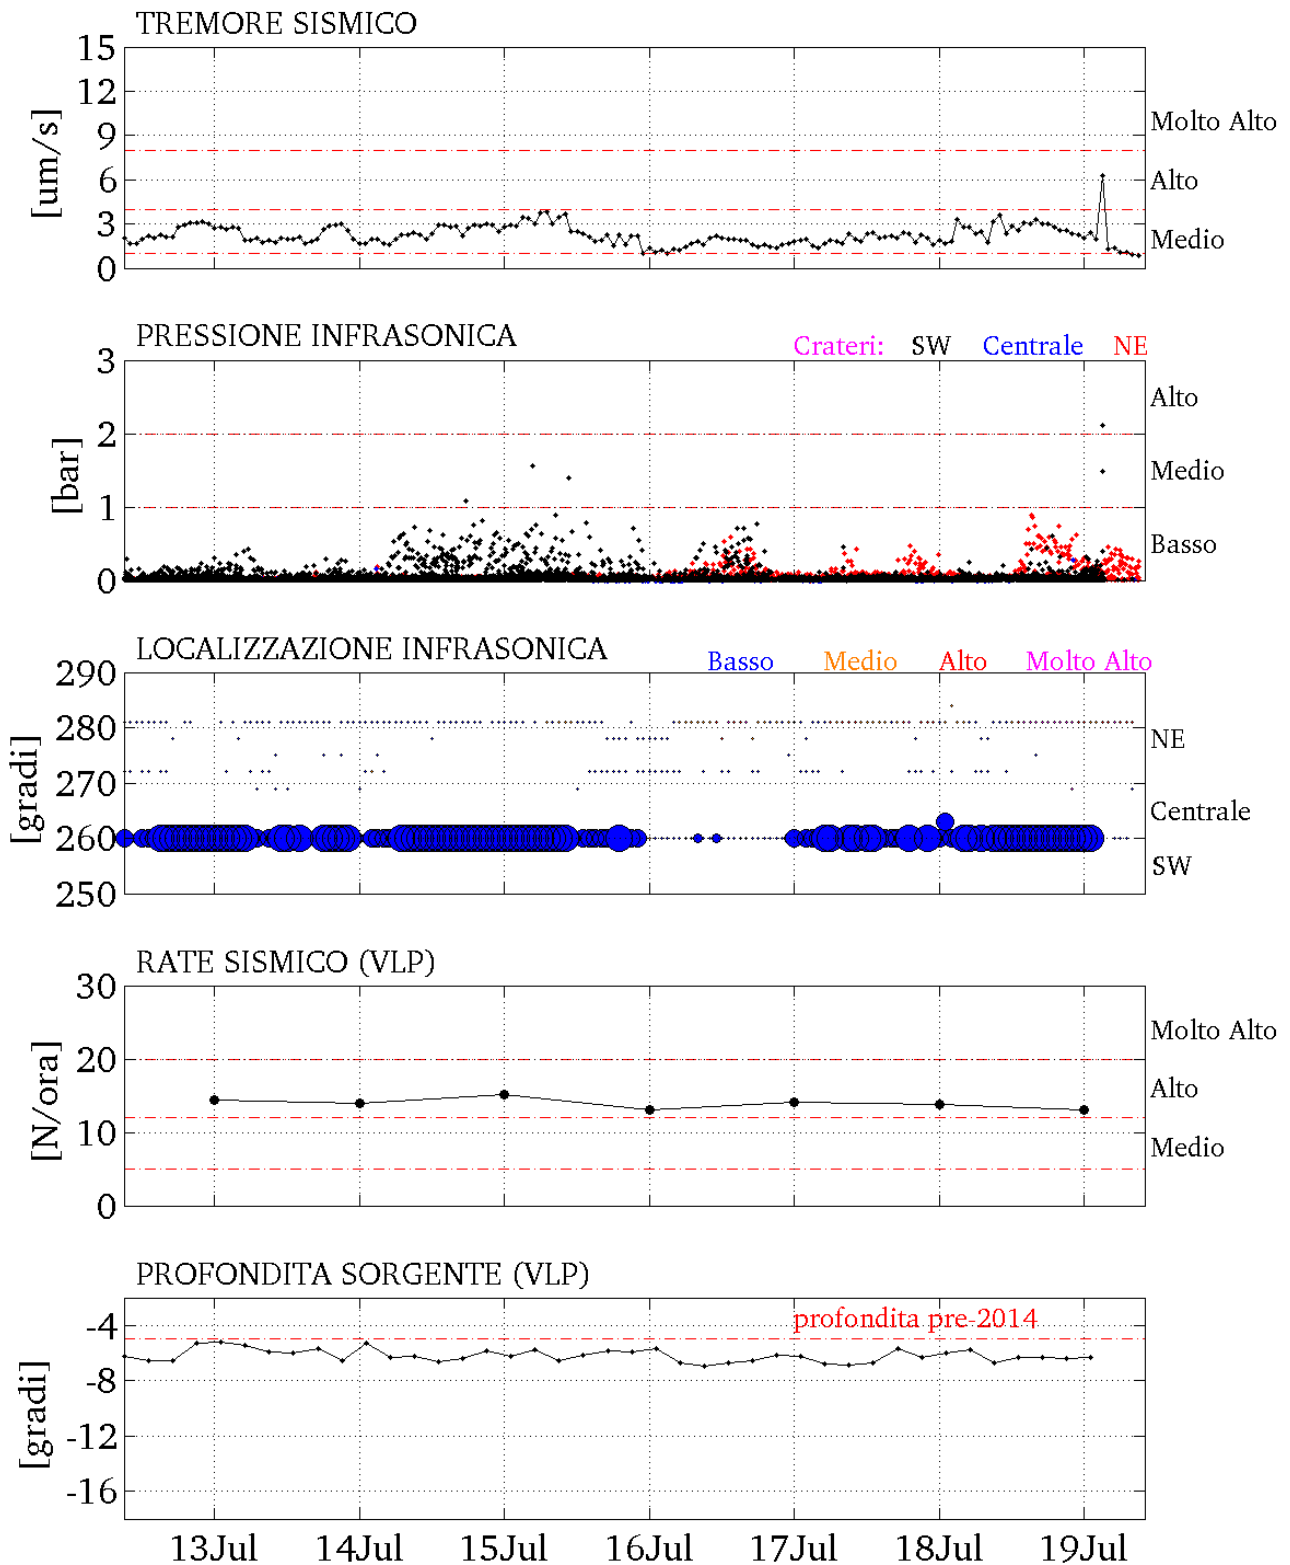 TREMORE SISMICO
15
12
9
6
3
0
[um/s]
Molto Alto
Alto
Medio
PRESSIONE INFRASONICA
Crateri: SW Centrale NE
3
2
1
0
[bar]
Alto
Medio
Basso
LOCALIZZAZIONE INFRASONICA
Basso Medio Alto Molto Alto
290
280
270
260
250
[gradi]
NE
Centrale
SW
RATE SISMICO (VLP)
30
20
10
0
[N/ora]
Molto Alto
Alto
Medio
PROFONDITA SORGENTE (VLP)
profondita pre-2014
-4
-8
-12
-16
[gradi]
13Jul 14Jul 15Jul 16Jul 17Jul 18Jul 19Jul